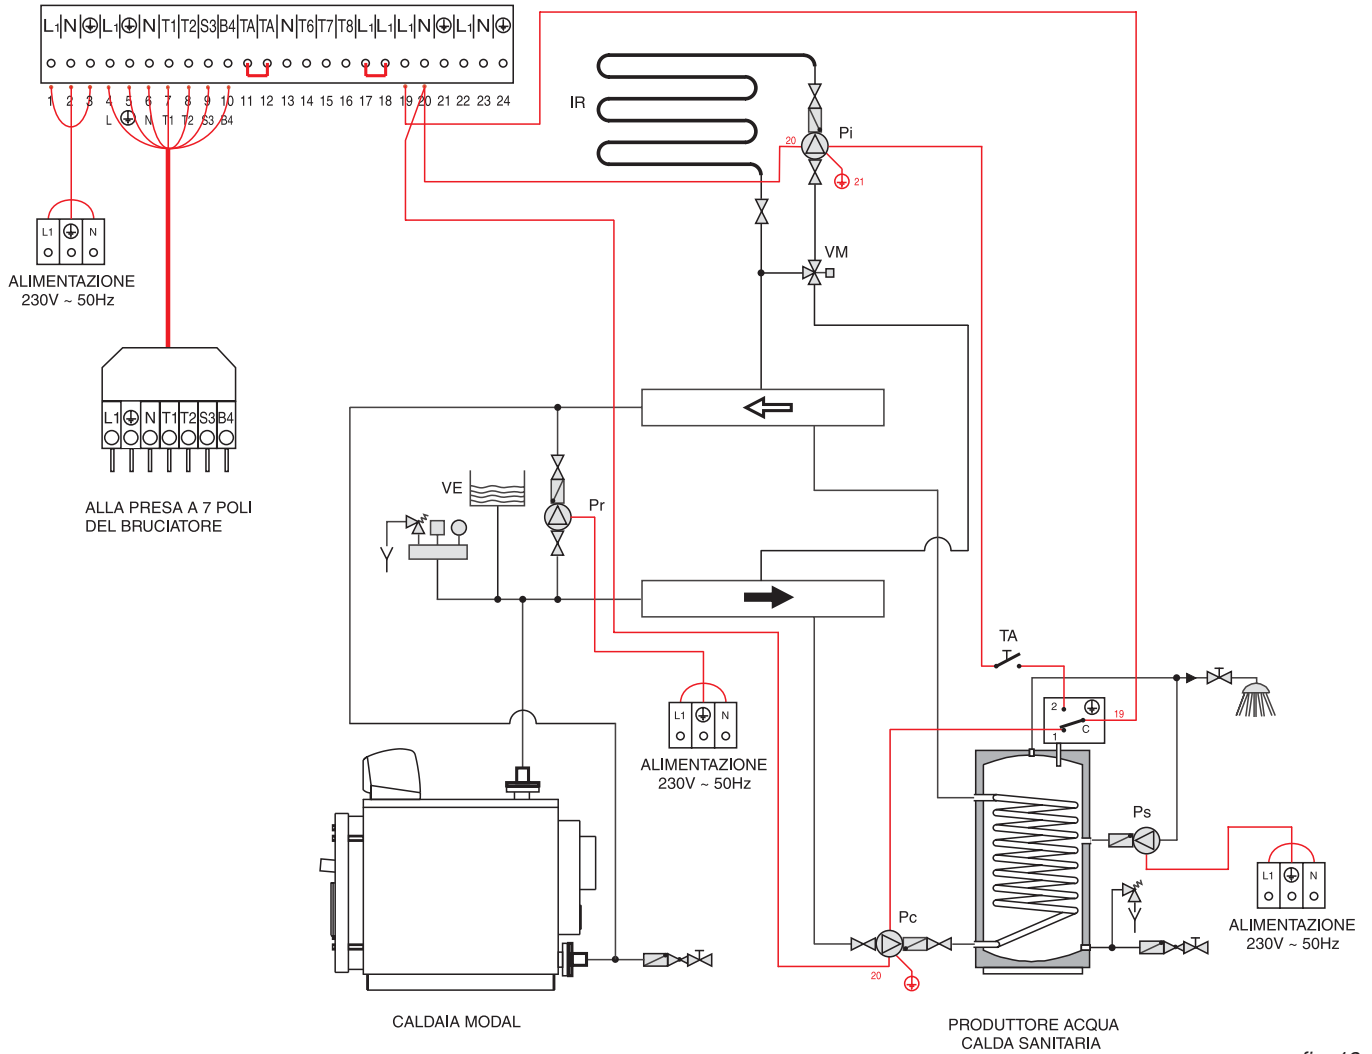 L1 N L1 N T1 T2 S3 B4 TA TA N T6 T7 T8 L1 L1 L1 N L1 N
1 2 3 4 5 6 7 8 9 10 11 12 13 14 15 16 17 18 19 20 21 22 23 24
L N T1 T2 S3 B4
IR
20
Pi
21
L1 N
VM
ALIMENTAZIONE
230V ~ 50Hz
L1 N T1 T2 S3 B4
VE
Pr
ALLA PRESA A 7 POLI
DEL BRUCIATORE
TA
2
19
C
1
L1 N
ALIMENTAZIONE
230V ~ 50Hz
Ps
L1 N
Pc
ALIMENTAZIONE
230V ~ 50Hz
20
CALDAIA MODAL
PRODUTTORE ACQUA
CALDA SANITARIA